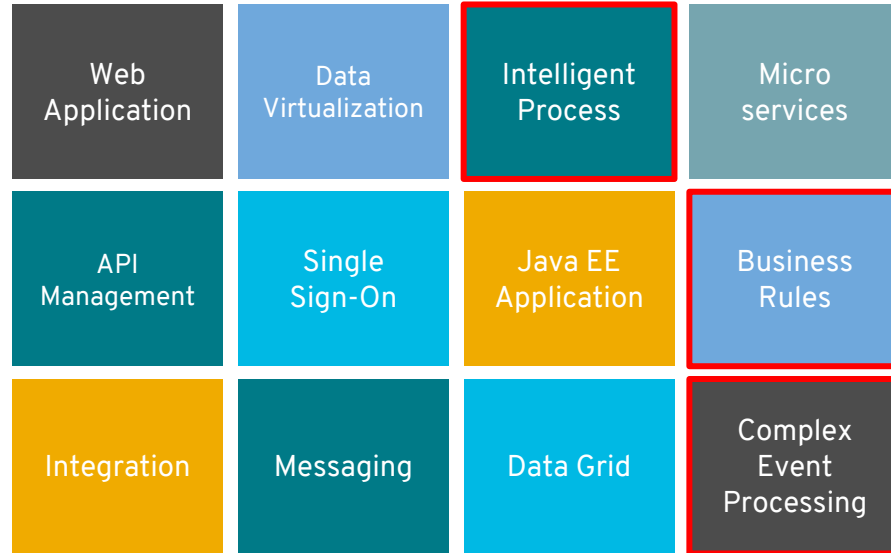 Web
Application
Data
Virtualization
Intelligent
Process
Micro
services
API
Management
Single
Sign-On
Java EE
Application
Business
Rules
Integration
Messaging
Data Grid
Complex
Event
Processing